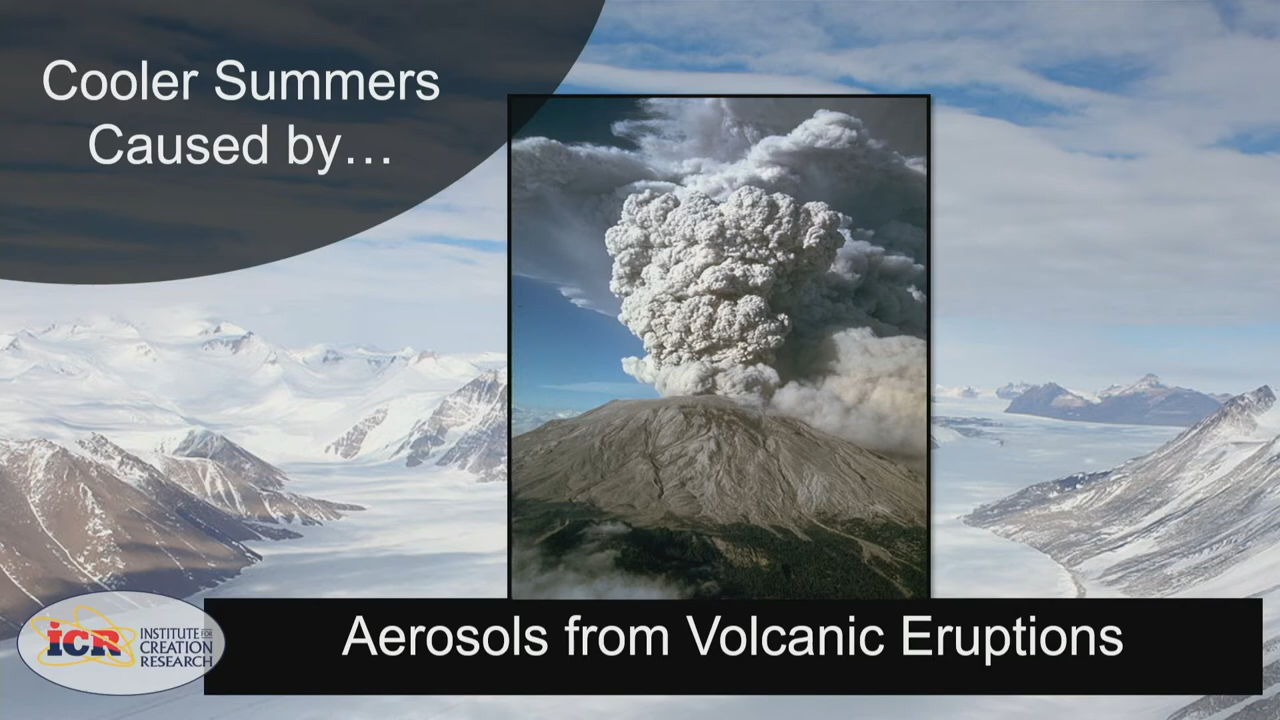 Cooler Summers
Caused by…
Aerosols from Volcanic Eruptions
iCR
INSTITUTE FOR
CREATION
RESEARCH